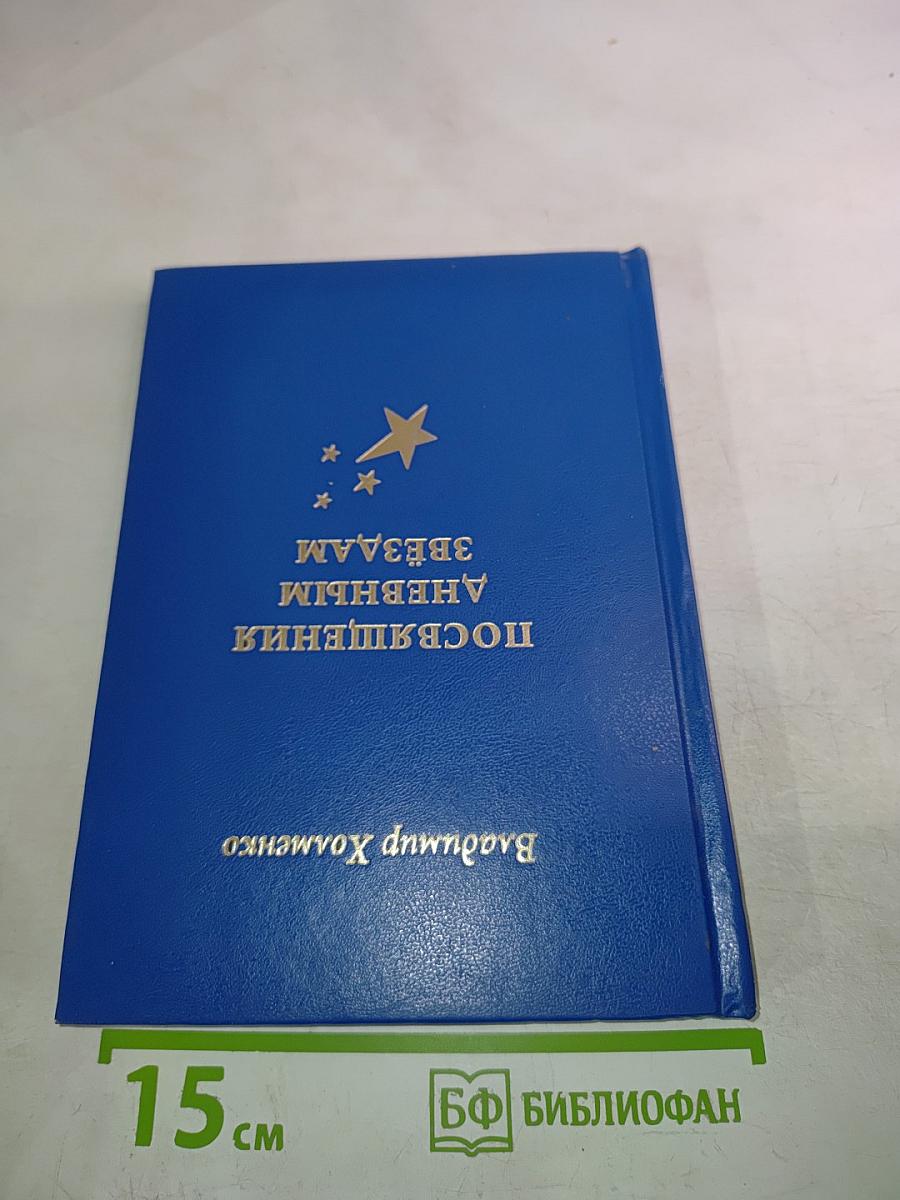 Владимир Холменко
ПОСВЯЩЕНИЯ
ДНЕВНЫМ
ЗВЁЗДАМ
15 см
БФ БИБЛИОФАН